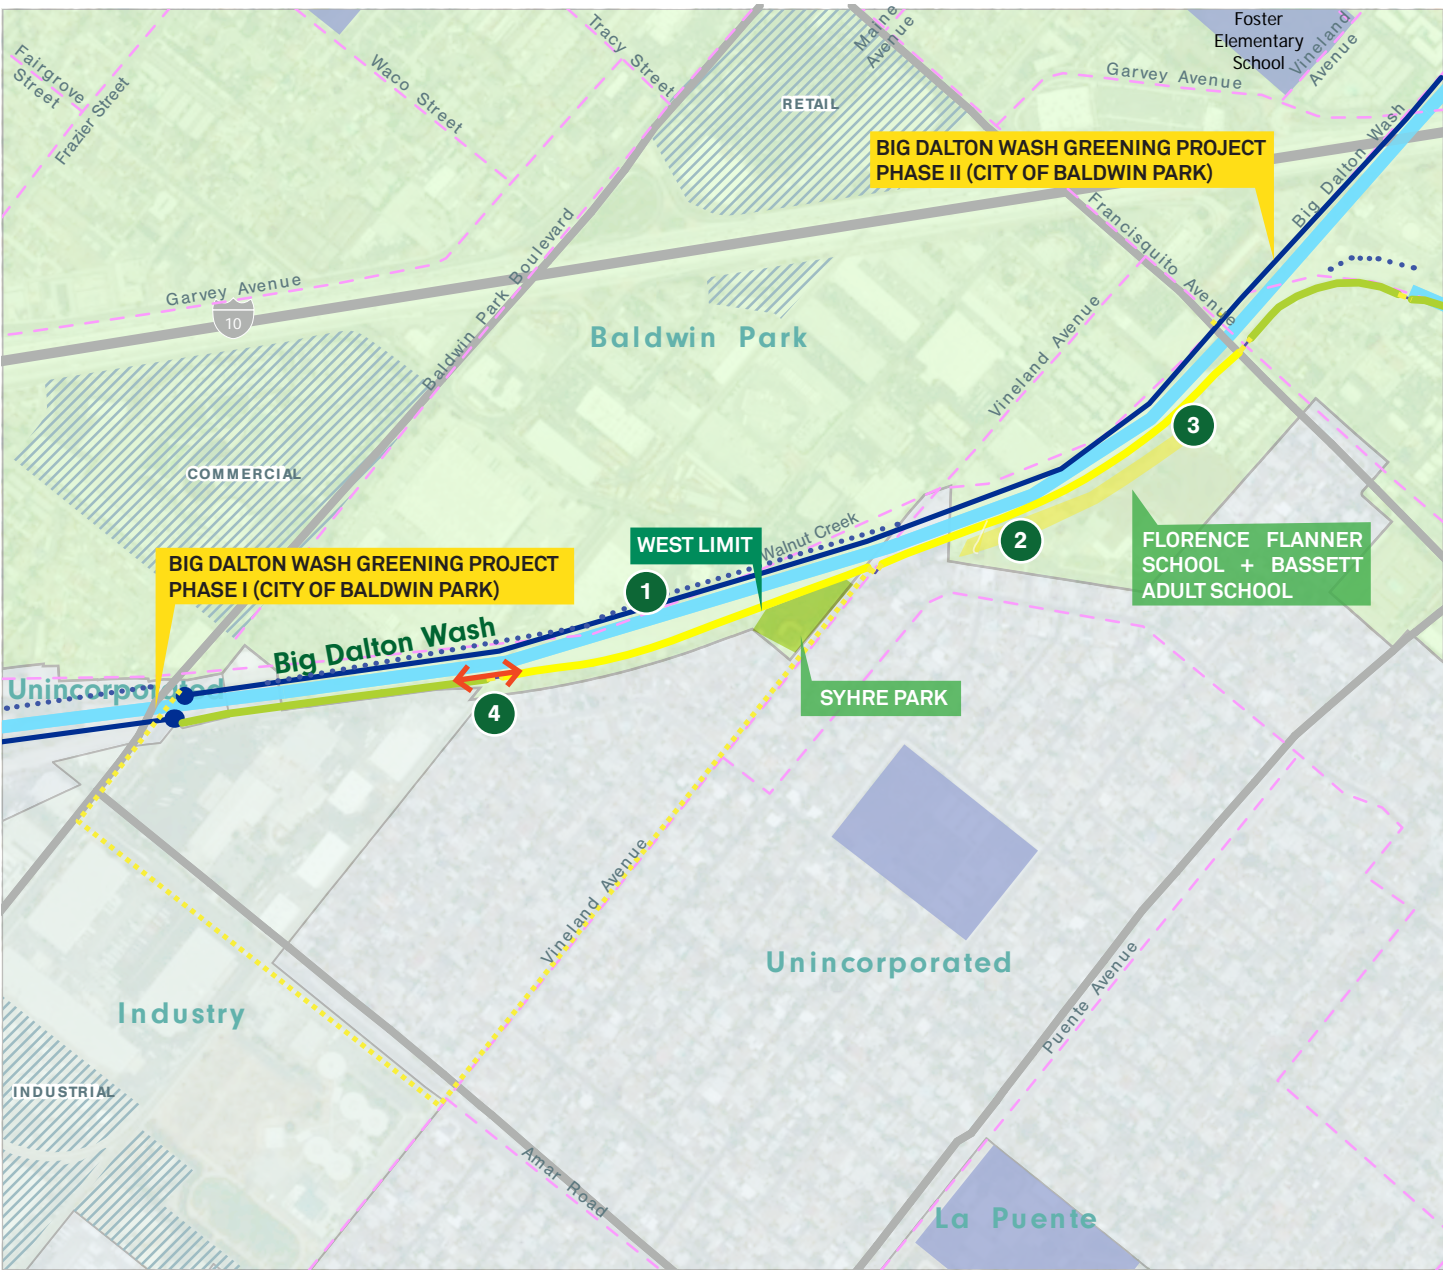 Foster
Elementary
School
Maine
Avenue
Tracy Street
Vineland
Avenue
Fairgrove
Street
Waco Street
Garvey Avenue
Frazier Street
RETAIL
Big Dalton Wash
BIG DALTON WASH GREENING PROJECT
PHASE II (CITY OF BALDWIN PARK)
Francisquito Avenue
Garvey Avenue
10
Baldwin Park Boulevard
Baldwin Park
Vineland Avenue
3
COMMERCIAL
Walnut Creek
2
WEST LIMIT
FLORENCE FLANNER
SCHOOL + BASSETT
ADULT SCHOOL
BIG DALTON WASH GREENING PROJECT
PHASE I (CITY OF BALDWIN PARK)
1
Big Dalton Wash
Unincorporated
SYHRE PARK
4
Vineland Avenue
Unincorporated
Puente Avenue
Industry
INDUSTRIAL
Amar Road
La Puente